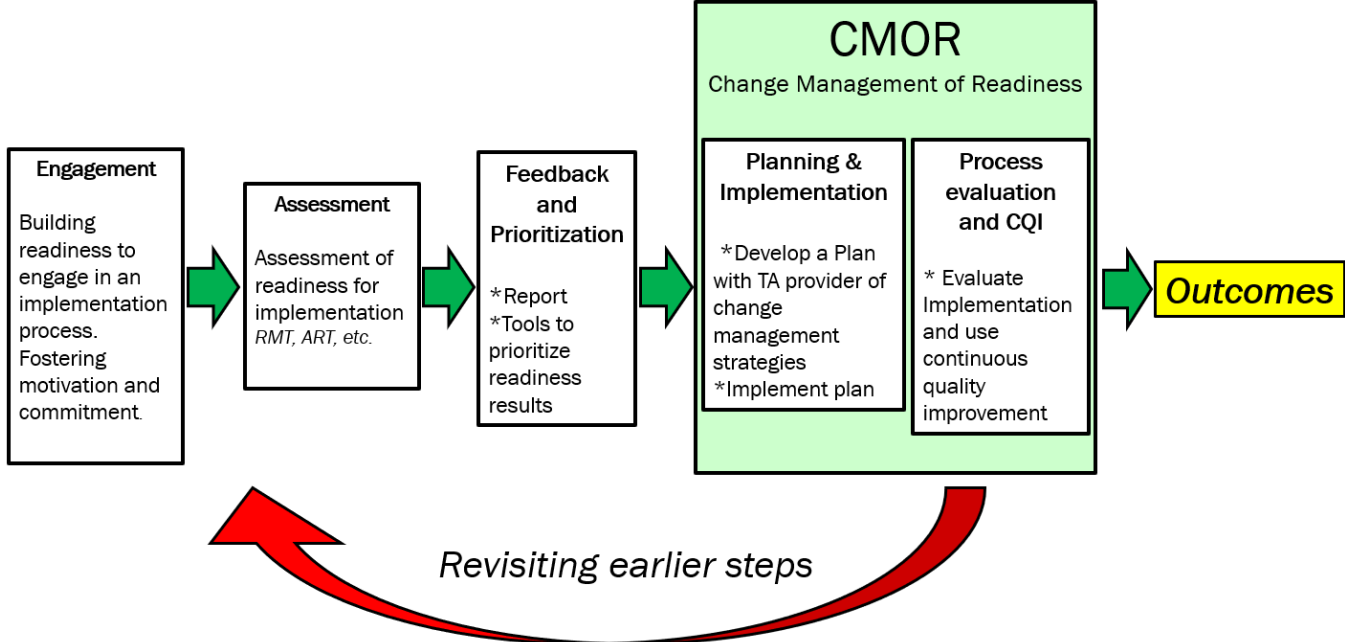 CMOR
Change Management of Readiness
Engagement
Building
readiness to
engage in an
implementation
process.
Fostering
motivation and
commitment.
Assessment
Assessment of
readiness for
implementation
RMT, ART, etc.
Feedback
and
Prioritization
*Report
*Tools to
prioritize
readiness
results
Planning &
Implementation
*Develop a Plan
with TA provider of
change
management
strategies
*Implement plan
Process
evaluation
and CQI
* Evaluate
Implementation
and use
continuous
quality
improvement
Outcomes
Revisiting earlier steps